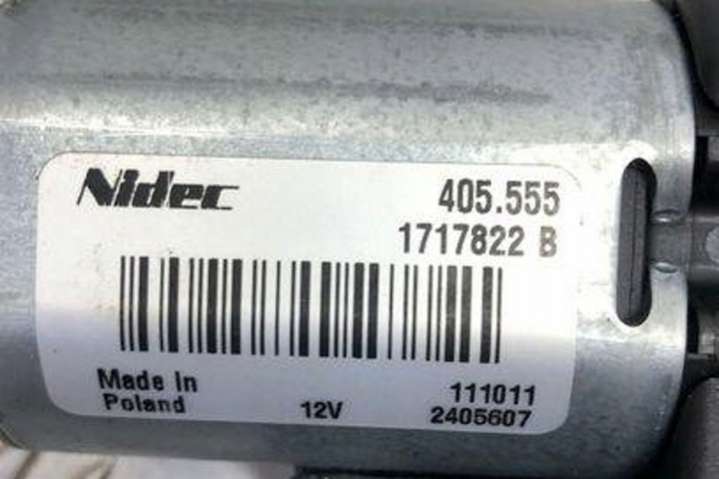 Nidec 405.555
1717822 B
Made in 111011
Poland 12V 2405607